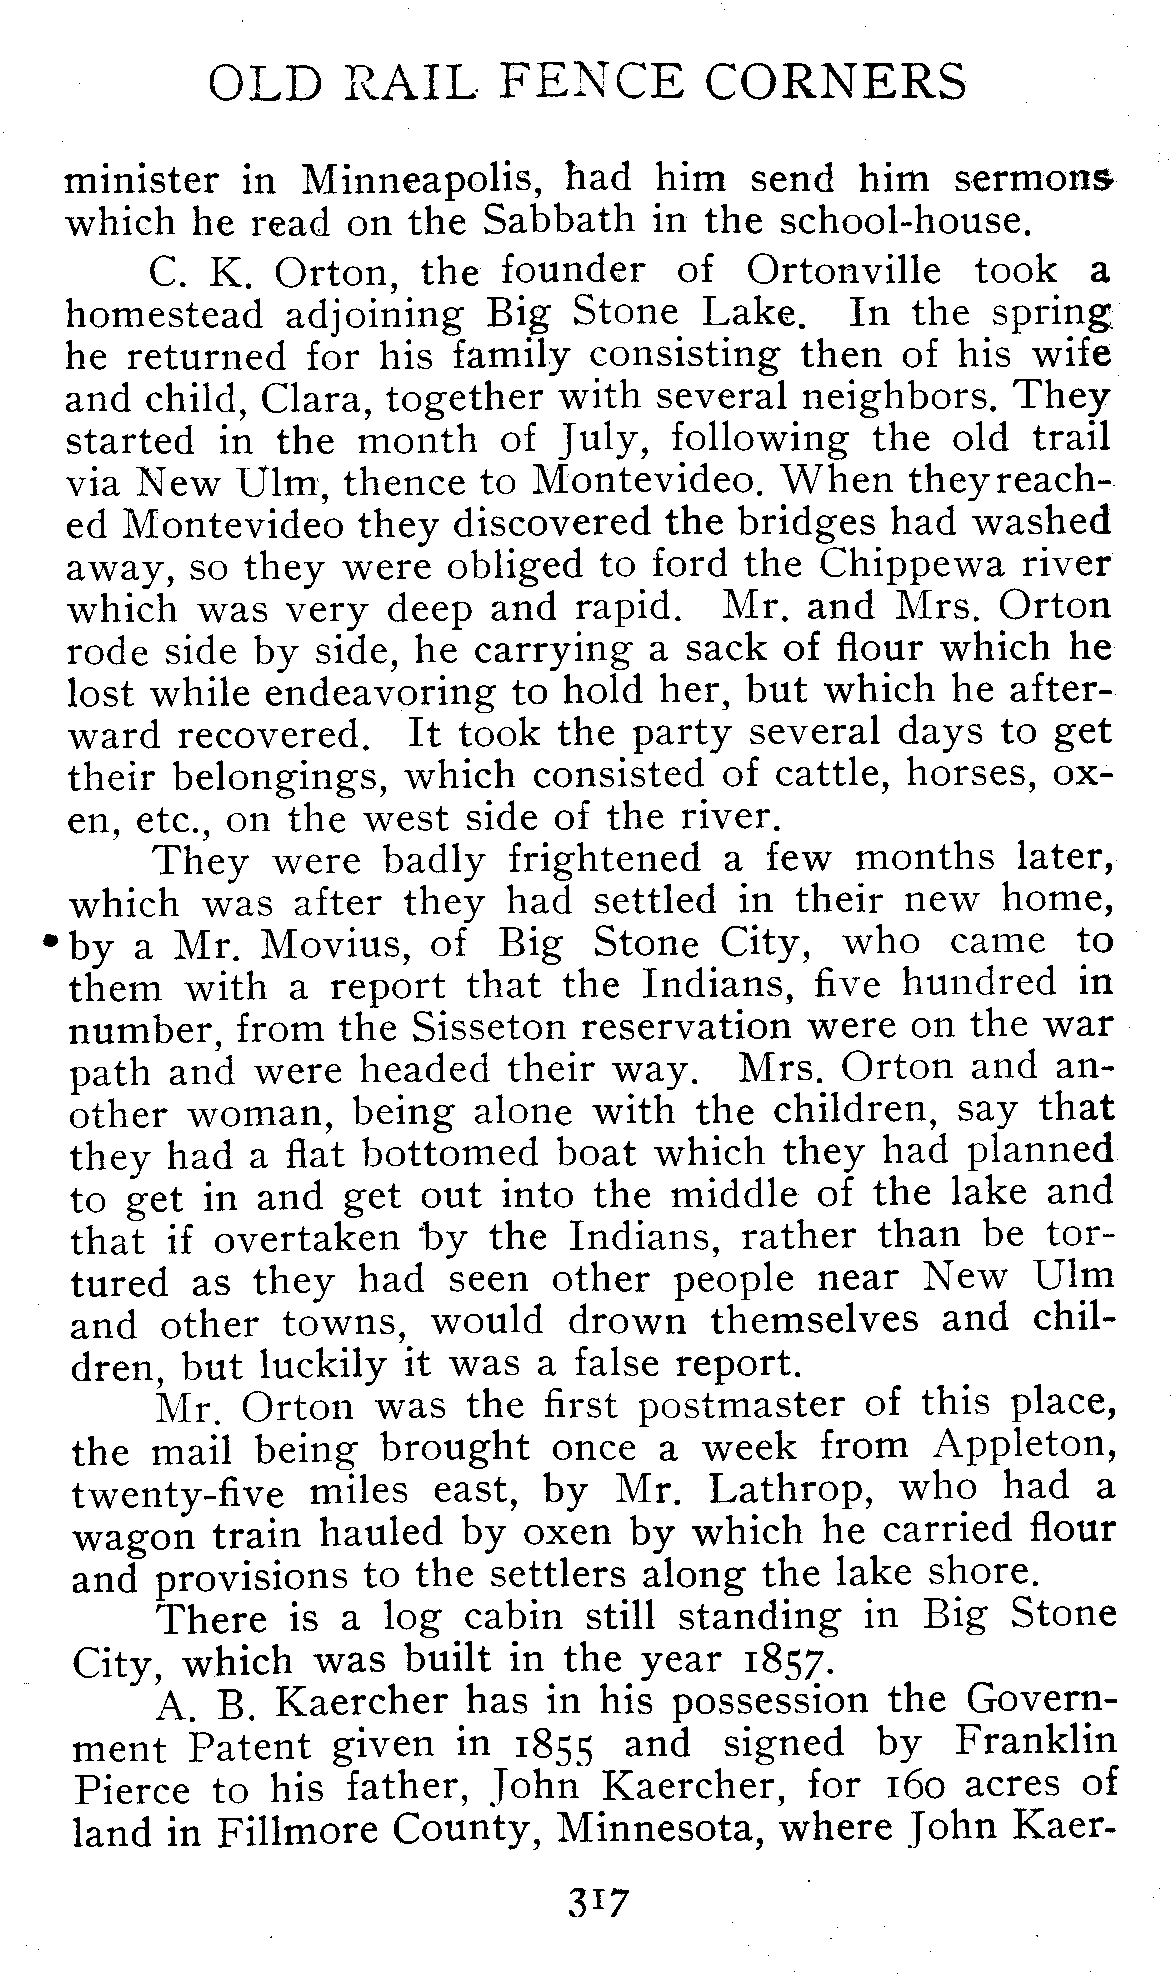 OLD RAIL FENCE CORNERS
minister in Minneapolis, had him send him sermons
which he read on the Sabbath in the school-house.
C. K. Orton, the founder of Ortonville took a
homestead adjoining Big Stone Lake. In the spring
he returned for his family consisting then of his wife
and child, Clara, together with several neighbors. They
started in the month of July, following the old trail
via New Ulm, thence to Montevideo. When theyreach-
ed Montevideo they discovered the bridges had washed
away, so they were obliged to ford the Chippewa river
which was very deep and rapid. Mr. and Mrs. Orton
rode side by side, he carrying a sack of flour which he
lost while endeavoring to hold her, but which he after-
ward recovered. It took the party several days to get
their belongings, which consisted of cattle, horses, ox-
en, etc., on the west side of the river.
They were badly frightened a few months later,
which was after they had settled in their new home,
by a Mr. Movius, of Big Stone City, who came to
them with a report that the Indians, five hundred in
number, from the Sisseton reservation were on the war
path and were headed their way. Mrs. Orton and an-
other woman, being alone with the children, say that
they had a flat bottomed boat which they had planned
to get in and get out into the middle of the lake and
that if overtaken by the Indians, rather than be tor-
tured as they had seen other people near New Ulm
and other towns, would drown themselves and chil-
dren, but luckily it was a false report.
Mr. Orton was the first postmaster of this place,
the mail being brought once a week from Appleton,
twenty-five miles east, by Mr. Lathrop, who had a
wagon train hauled by oxen by which he carried flour
and provisions to the settlers along the lake shore.
There is a log cabin still standing in Big Stone
City, which was built in the year 1857.
A. B. Kaercher has in his possession the Govern-
ment Patent given in 1855 and signed by Franklin
Pierce to his father, John Kaercher, for 160 acres of
land in Fillmore County, Minnesota, where John Kaer-
317